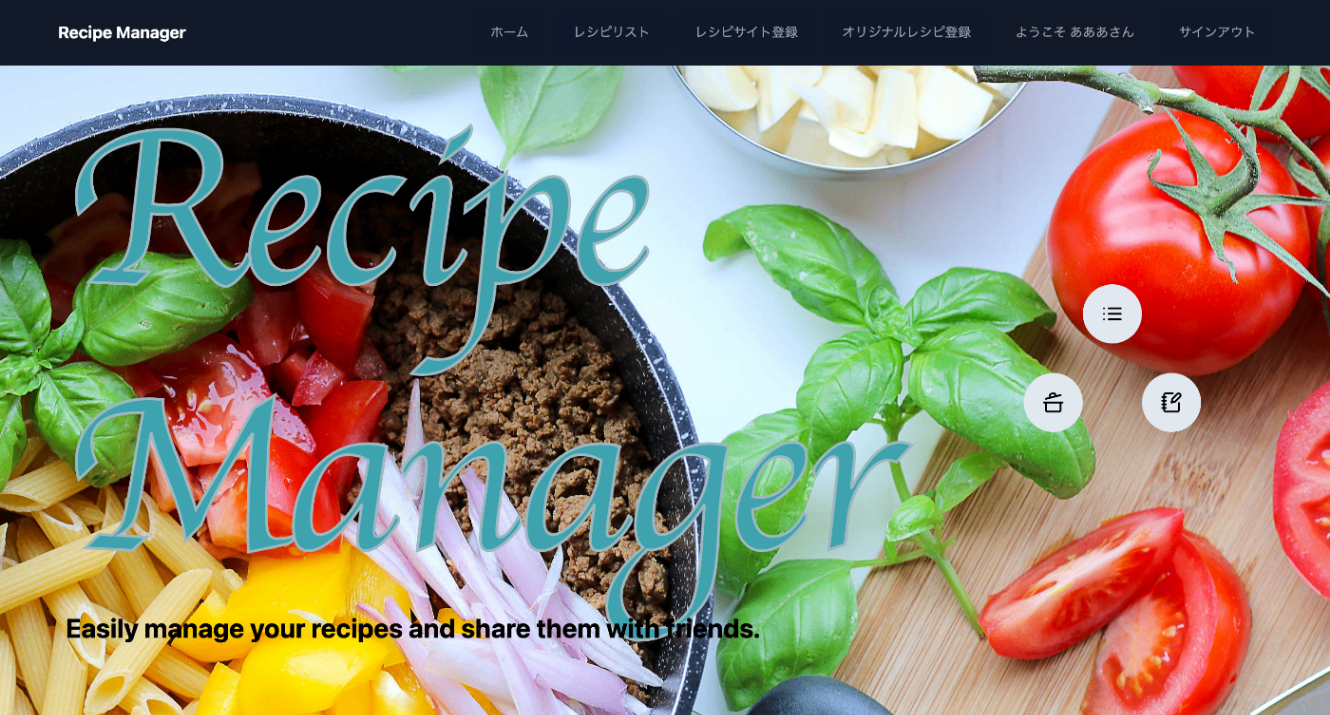 Recipe Manager
ホーム レシピリスト レシピサイト登録 オリジナルレシピ登録 ようこそ あああさん サインアウト
Recipe
Manager
Easily manage your recipes and share them with friends.